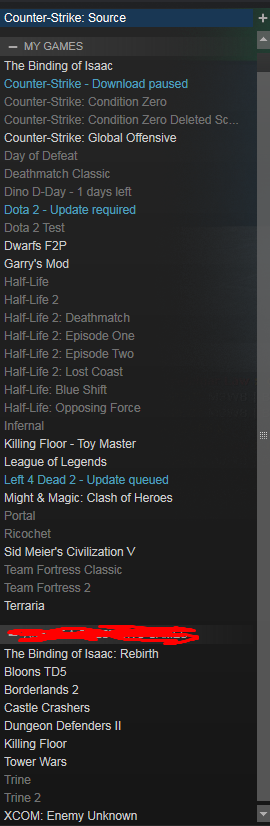 Counter-Strike: Source
MY GAMES
The Binding of Isaac
Counter-Strike - Download paused
Counter-Strike: Condition Zero
Counter-Strike: Condition Zero Deleted Sc...
Counter-Strike: Global Offensive
Day of Defeat
Deathmatch Classic
Dino D-Day - 1 days left
Dota 2 - Update required
Dota 2 Test
Dwarfs F2P
Garry's Mod
Half-Life
Half-Life 2
Half-Life 2: Deathmatch
Half-Life 2: Episode One
Half-Life 2: Episode Two
Half-Life 2: Lost Coast
Half-Life: Blue Shift
Half-Life: Opposing Force
Infernal
Killing Floor - Toy Master
League of Legends
Left 4 Dead 2 - Update queued
Might & Magic: Clash of Heroes
Portal
Ricochet
Sid Meier's Civilization V
Team Fortress Classic
Team Fortress 2
Terraria
The Binding of Isaac: Rebirth
Bloons TD5
Borderlands 2
Castle Crashers
Dungeon Defenders II
Killing Floor
Tower Wars
Trine
Trine 2
XCOM: Enemy Unknown